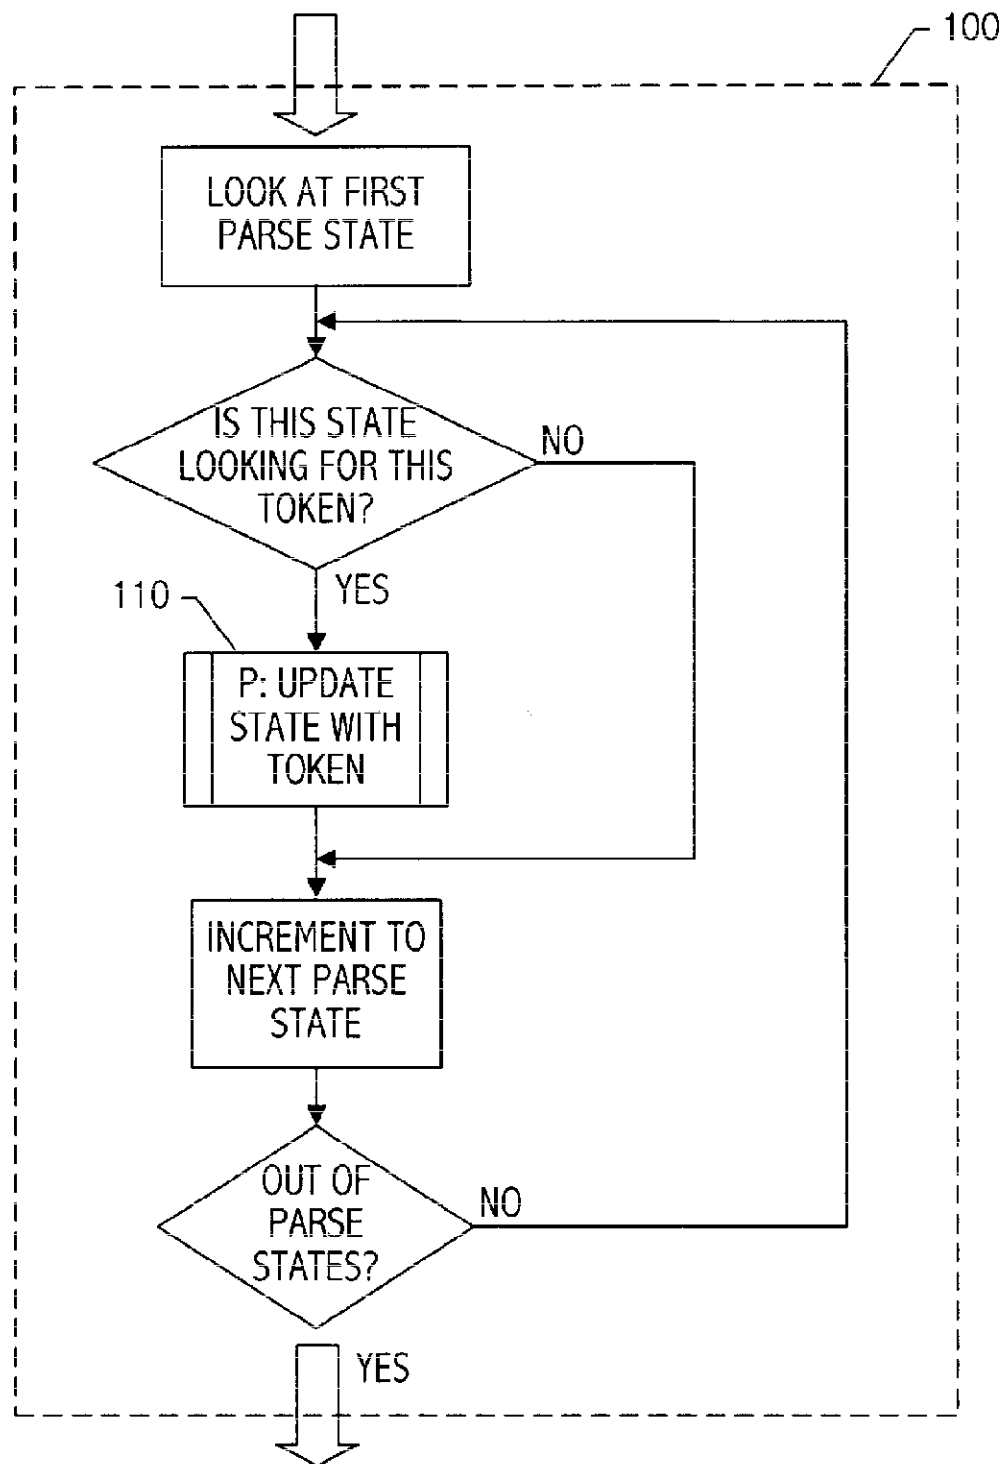 100
LOOK AT FIRST
PARSE STATE
IS THIS STATE
LOOKING FOR THIS
TOKEN?
NO
YES
110
P: UPDATE
STATE WITH
TOKEN
INCREMENT TO
NEXT PARSE
STATE
OUT OF
PARSE
STATES?
NO
YES